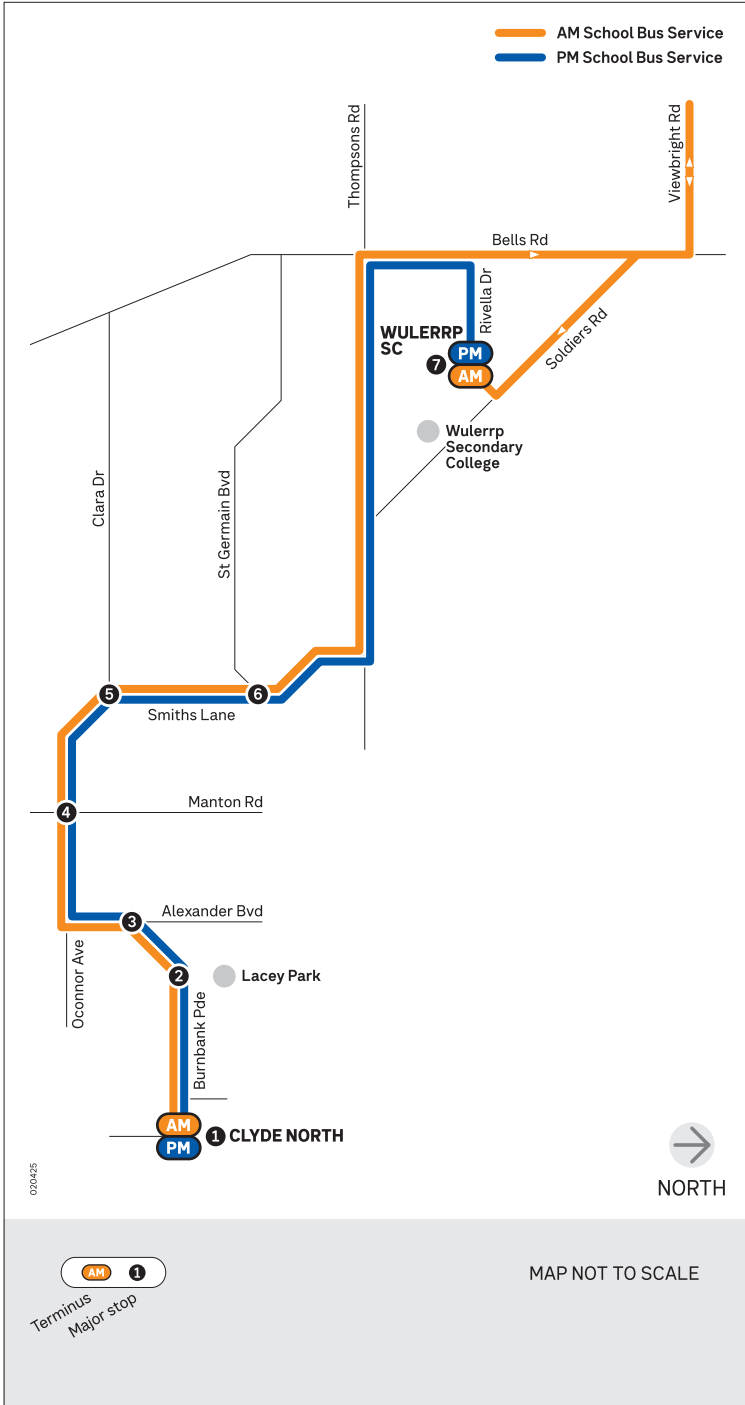 AM School Bus Service
PM School Bus Service
Thompsons Rd
Viewbright Rd
Bells Rd
Rivella Dr
Soldiers Rd
WULERRP
SC
PM
7
AM
Wulerrp
Secondary
College
Clara Dr
St Germain Bvd
5
6
Smiths Lane
Manton Rd
4
Alexander Bvd
3
Oconnor Ave
2
Lacey Park
Burnbank Pde
AM
1 CLYDE NORTH
PM
020425
NORTH
AM 1
Terminus
Major stop
MAP NOT TO SCALE